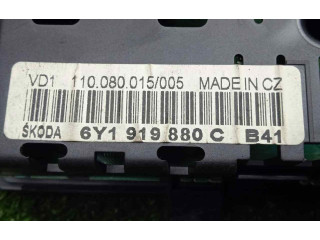 VD1 110.080.015/005 MADE IN CZ
ŠKODA 6Y1 919 880 C B41